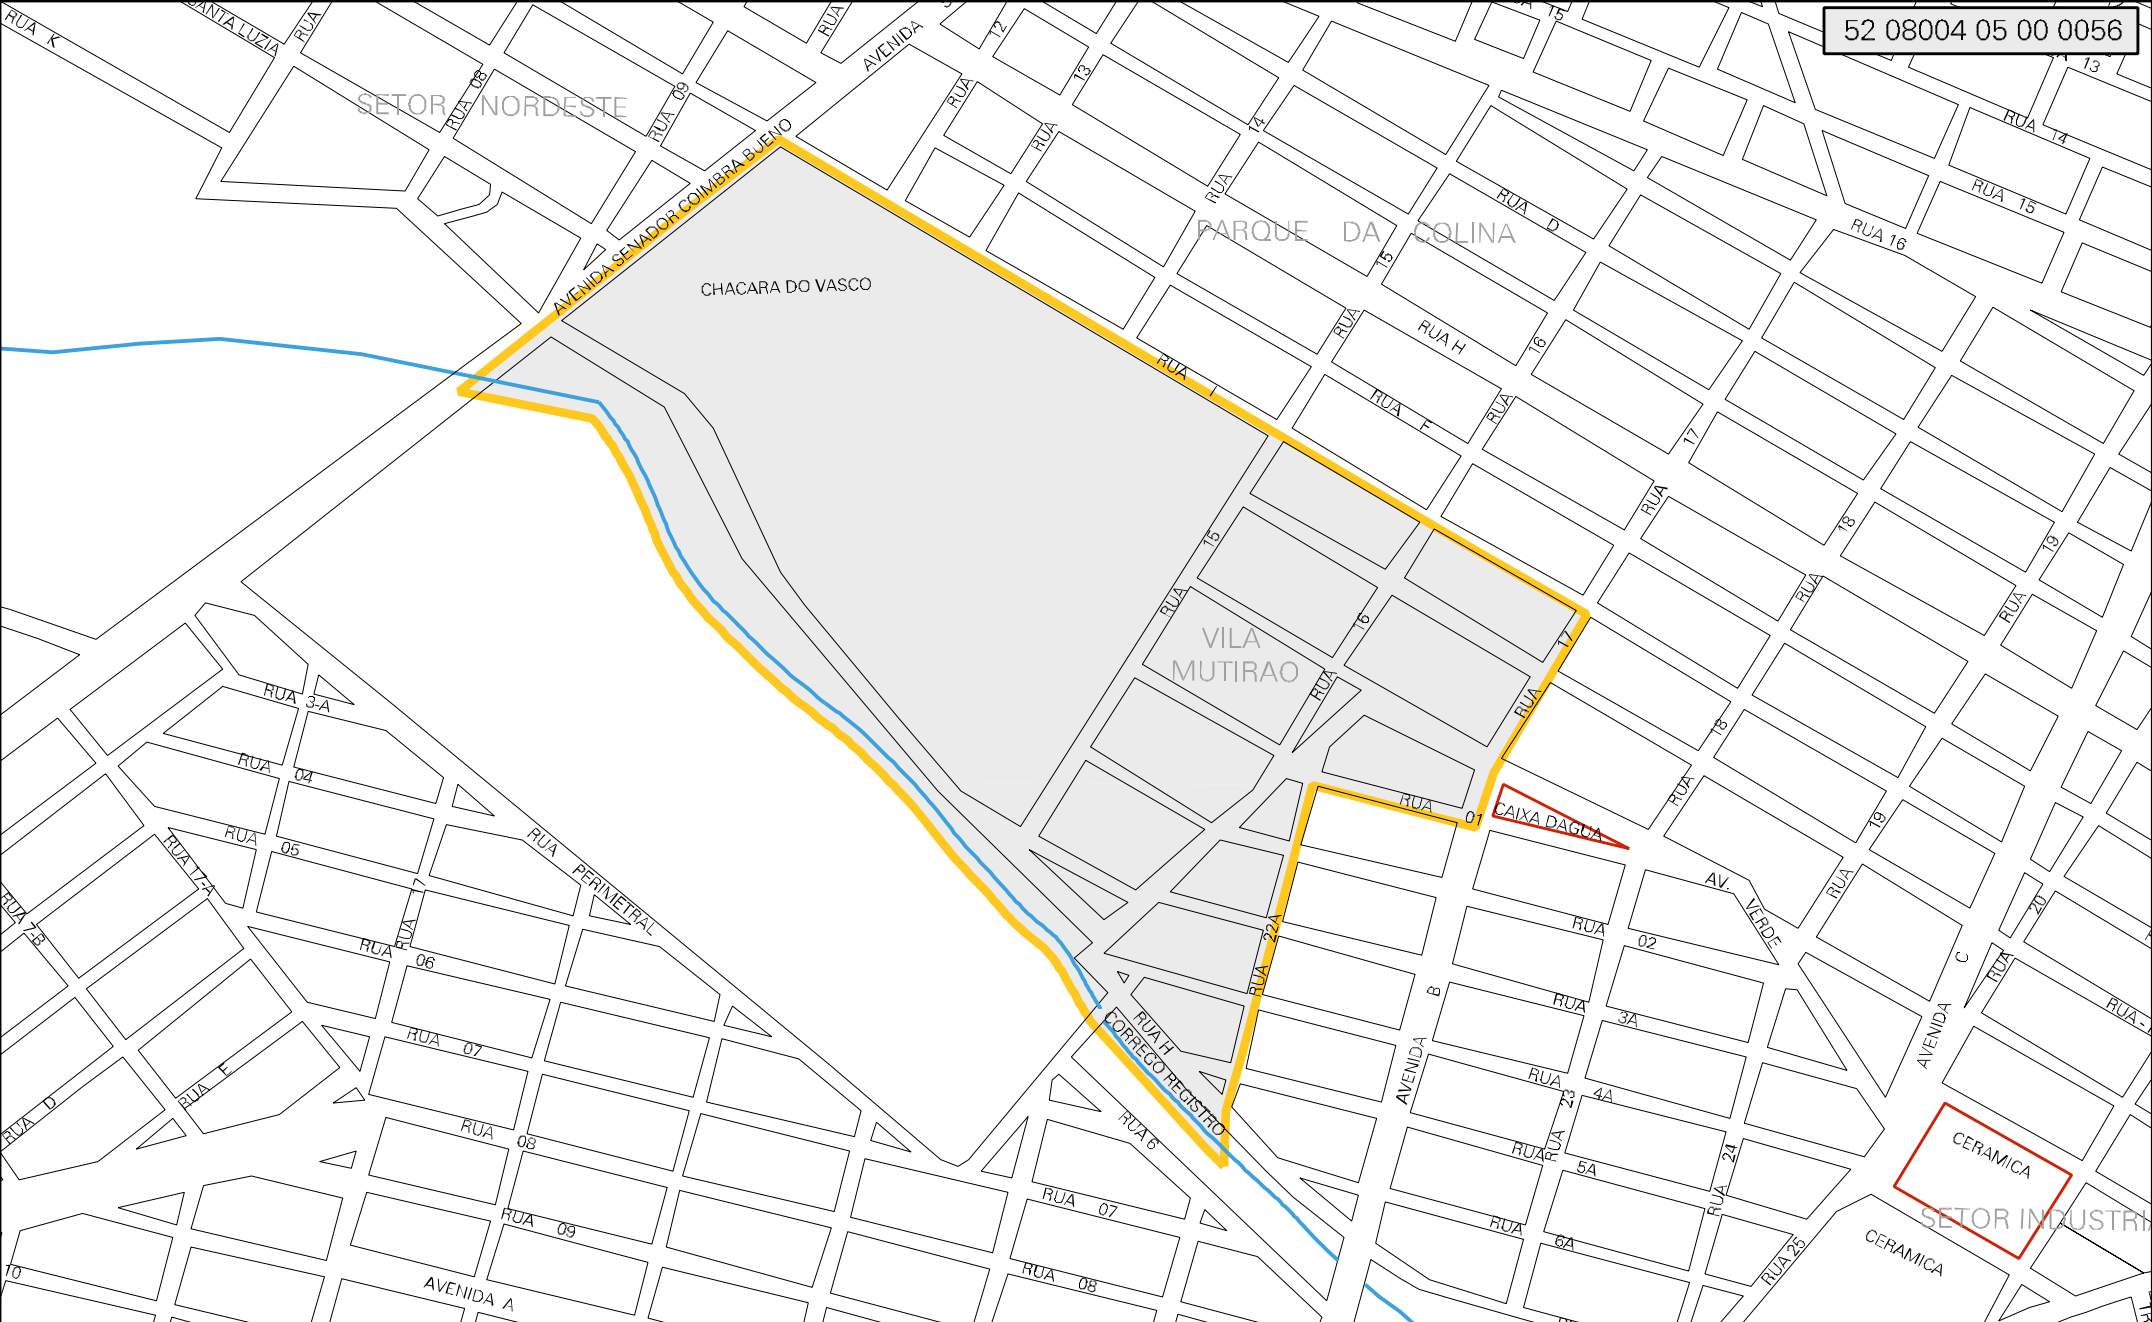 52 08004 05 00 0056
RUA K
SANTA LUZIA
RUA
RUA
AVENIDA
12
15
13
RUA 08
SETOR NORDESTE
RUA 09
13
RUA
14
RUA
RUA 14
AVENIDA SENADOR COIMBRA BUENO
RUA
RUA D
RUA 15
PARQUE DA COLINA
RUA 16
15
CHACARA DO VASCO
RUA
RUA H
16
RUA I
RUA F
RUA
17
RUA
15
18
19
RUA
16
RUA
RUA
VILA
MUTIRAO
17
RUA
RUA
RUA 3-A
18
RUA 04
RUA
RUA 01
CAIXA DAGUA
19
RUA 05
RUA
PERIMETRAL
RUA 17-A
RUA 17
AV. VERDE
RUA
20
RUA 7-B
RUA 22A
RUA 02
RUA 06
C
RUA
B
RUA 3A
RUA H
CORREGO REGISTRO
AVENIDA
AVENIDA
RUA 07
RUA 4A
23
RUA E
RUA D
RUA 6
RUA 08
RUA
RUA 5A
24
CERAMICA
RUA
RUA 07
SETOR INDUSTRI
RUA 09
RUA 6A
CERAMICA
RUA 25
RUA 08
10
AVENIDA A